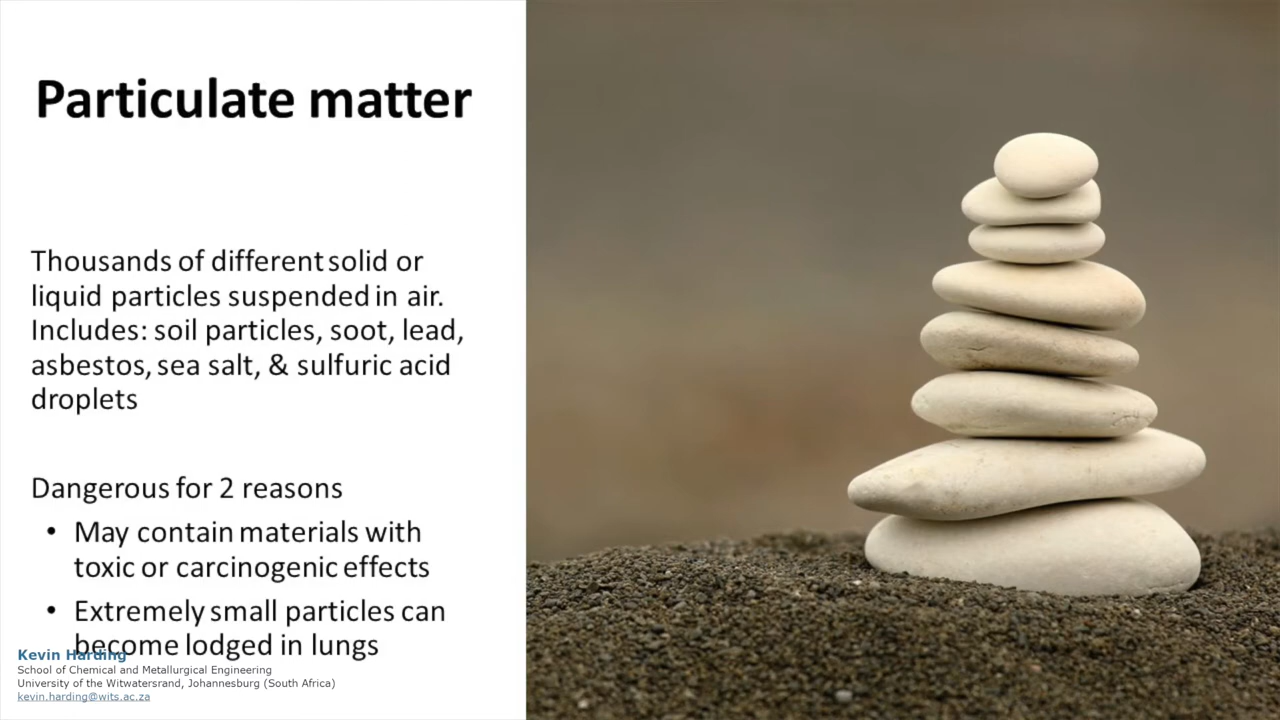 Particulate matter
Thousands of different solid or
liquid particles suspended in air.
Includes: soil particles, soot, lead,
asbestos, sea salt, & sulfuric acid
droplets
Dangerous for 2 reasons
• May contain materials with
toxic or carcinogenic effects
• Extremely small particles can
become lodged in lungs
Kevin Harding
School of Chemical and Metallurgical Engineering
University of the Witwatersrand, Johannesburg (South Africa)
kevin.harding@wits.ac.za